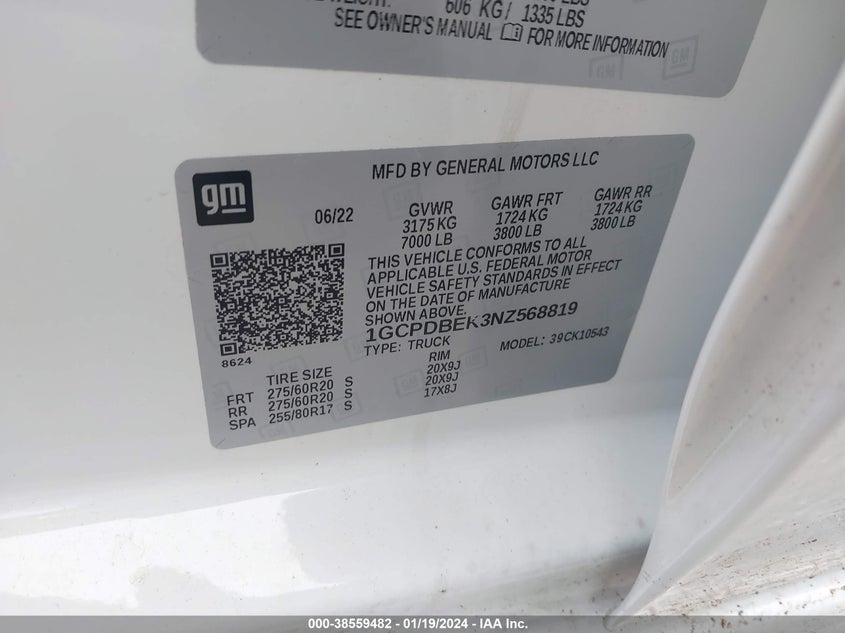 606 KG/ 1335 LBS
SEE OWNER'S MANUAL FOR MORE INFORMATION
gm
MFD BY GENERAL MOTORS LLC
06/22 GVWR GAWR FRT GAWR RR
3175 KG 1724 KG 1724 KG
7000 LB 3800 LB 3800 LB
THIS VEHICLE CONFORMS TO ALL
APPLICABLE U.S. FEDERAL MOTOR
VEHICLE SAFETY STANDARDS IN EFFECT
ON THE DATE OF MANUFACTURE
SHOWN ABOVE.
1GCPDBEK3NZ568819
TYPE: TRUCK MODEL: 39CK10543
8624
TIRE SIZE RIM
FRT 275/60R20 S 20X9J
RR 275/60R20 S 20X9J
SPA 255/80R17 S 17X8J
000-38559482 - 01/19/2024 - IAA Inc.